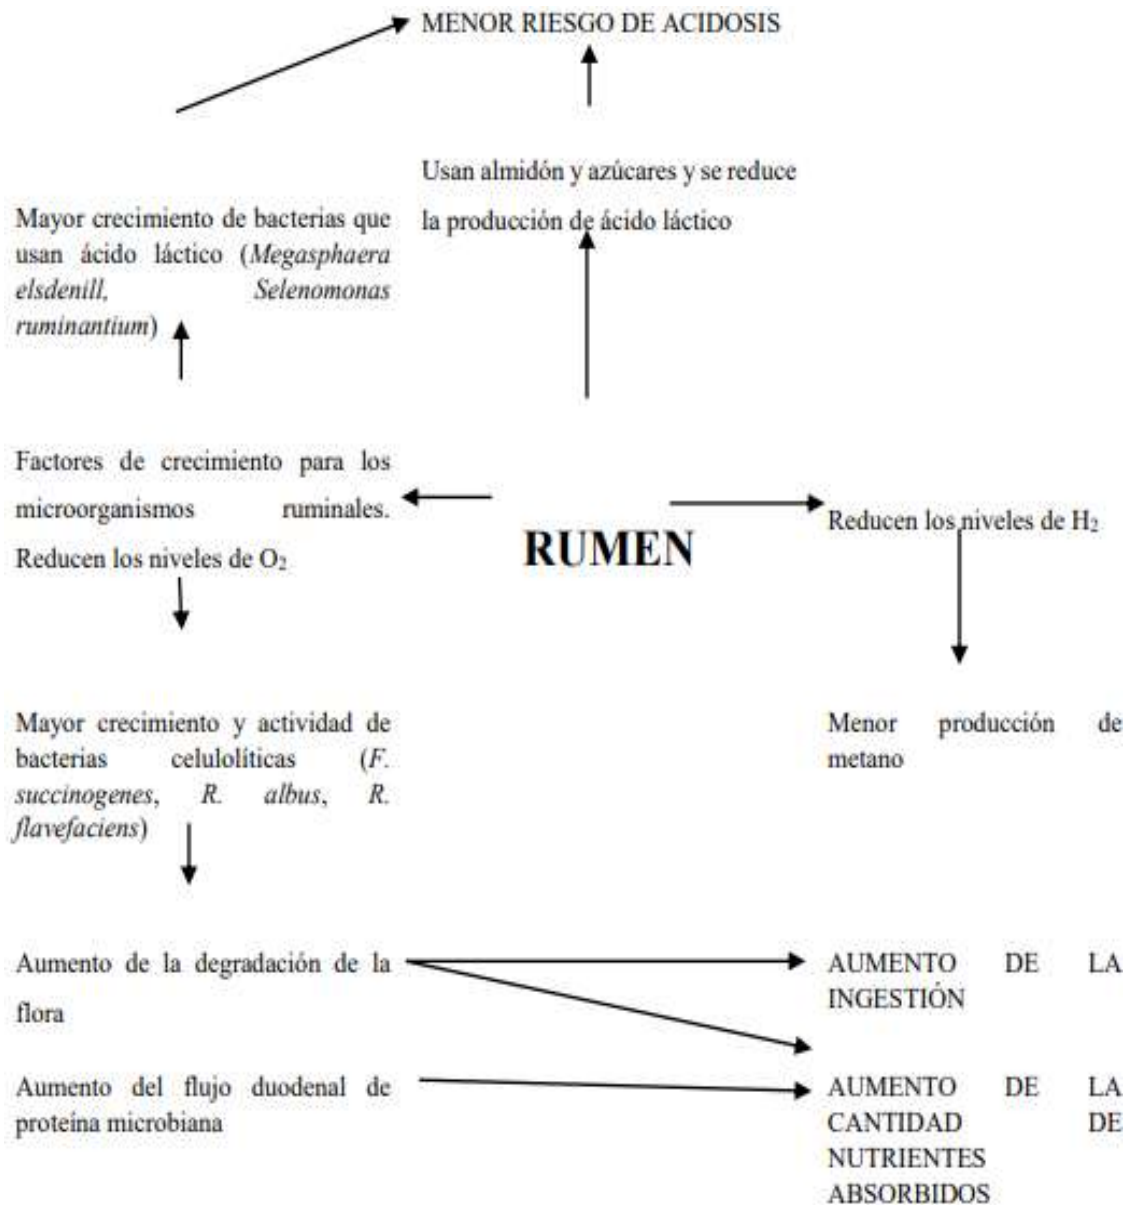 MENOR RIESGO DE ACIDOSIS
Usan almidón y azúcares y se reduce
la producción de ácido láctico
Mayor crecimiento de bacterias que
usan ácido láctico (Megasphaera
elsdenill, Selenomonas
ruminantium)
Factores de crecimiento para los
microorganismos ruminales.
Reducen los niveles de O₂
RUMEN
Reducen los niveles de H₂
Mayor crecimiento y actividad de
bacterias celulolíticas (F.
succinogenes, R. albus, R.
flavefaciens)
Menor producción de
metano
Aumento de la degradación de la
flora
AUMENTO DE LA
INGESTIÓN
Aumento del flujo duodenal de
proteína microbiana
AUMENTO DE LA
CANTIDAD DE
NUTRIENTES
ABSORBIDOS